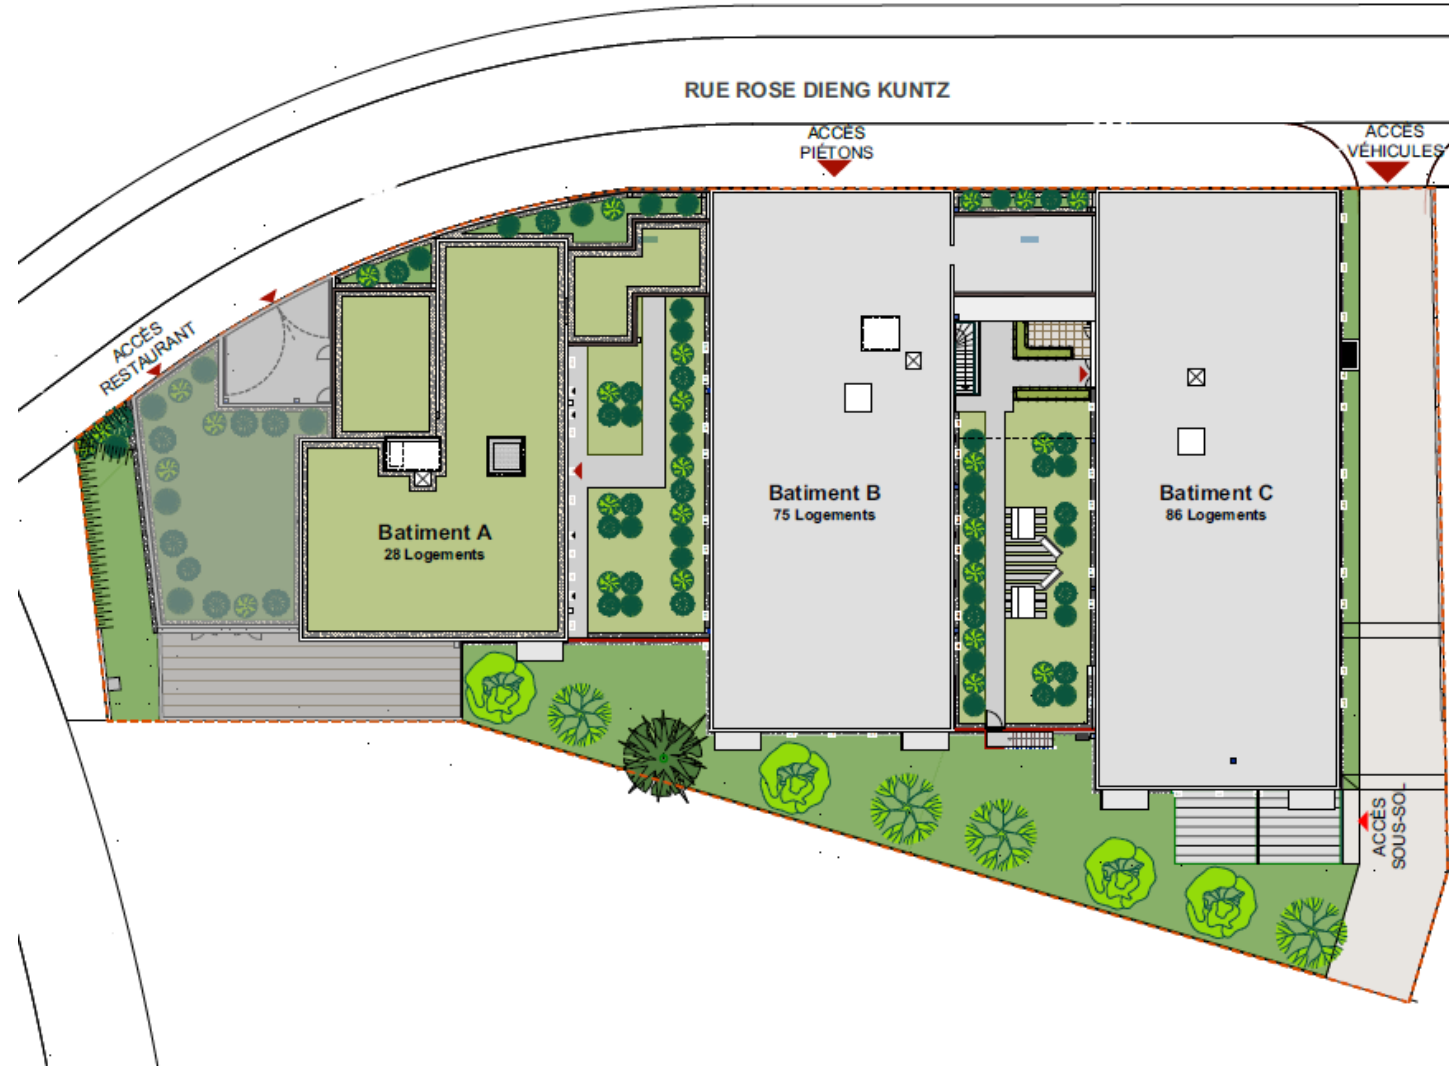 RUE ROSE DIENG KUNTZ
ACCÈS
PIÉTONS
ACCÈS
VÉHICULES
ACCÈS
RESTAURANT
Batiment A
28 Logements
Batiment B
75 Logements
Batiment C
86 Logements
ACCÈS
SOUS-SOL